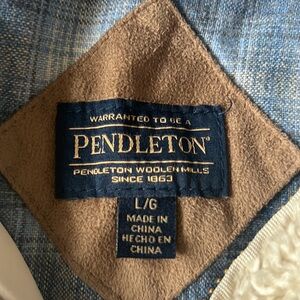 WARRANTED TO BE A
PENDLETON®
PENDLETON WOOLEN MILLS
SINCE 1863
L/G
MADE IN
CHINA
HECHO EN
CHINA